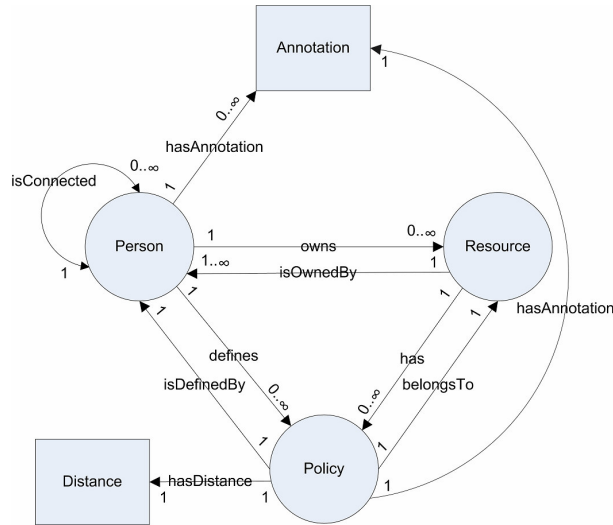 Annotation
1
0..∞
hasAnnotation
isConnected
0..∞
1
1
Person
1
owns
0..∞
Resource
1..∞
isOwnedBy
1
1
hasAnnotation
1
1
1
1
defines
has
isDefinedBy
belongsTo
0..∞
0..∞
1
1
Policy
Distance
hasDistance
1
1
1